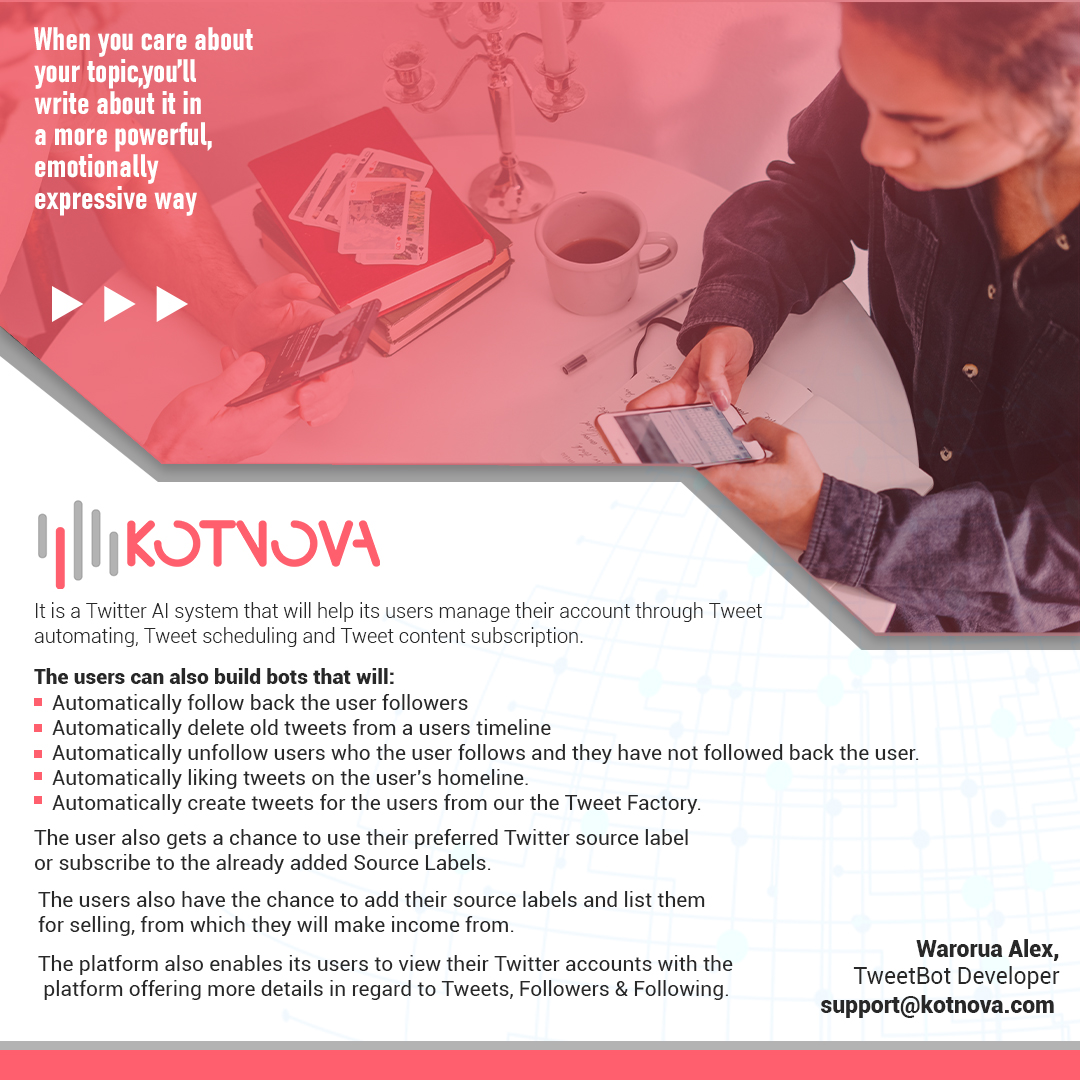 When you care about
your topic,you'll
write about it in
a more powerful,
emotionally
expressive way
KOTNOVA
It is a Twitter AI system that will help its users manage their account through Tweet
automating, Tweet scheduling and Tweet content subscription.
The users can also build bots that will:
Automatically follow back the user followers
Automatically delete old tweets from a users timeline
Automatically unfollow users who the user follows and they have not followed back the user.
Automatically liking tweets on the user's homeline.
Automatically create tweets for the users from our the Tweet Factory.
The user also gets a chance to use their preferred Twitter source label
or subscribe to the already added Source Labels.
The users also have the chance to add their source labels and list them
for selling, from which they will make income from.
The platform also enables its users to view their Twitter accounts with the
platform offering more details in regard to Tweets, Followers & Following.
Warorua Alex,
TweetBot Developer
support@kotnova.com